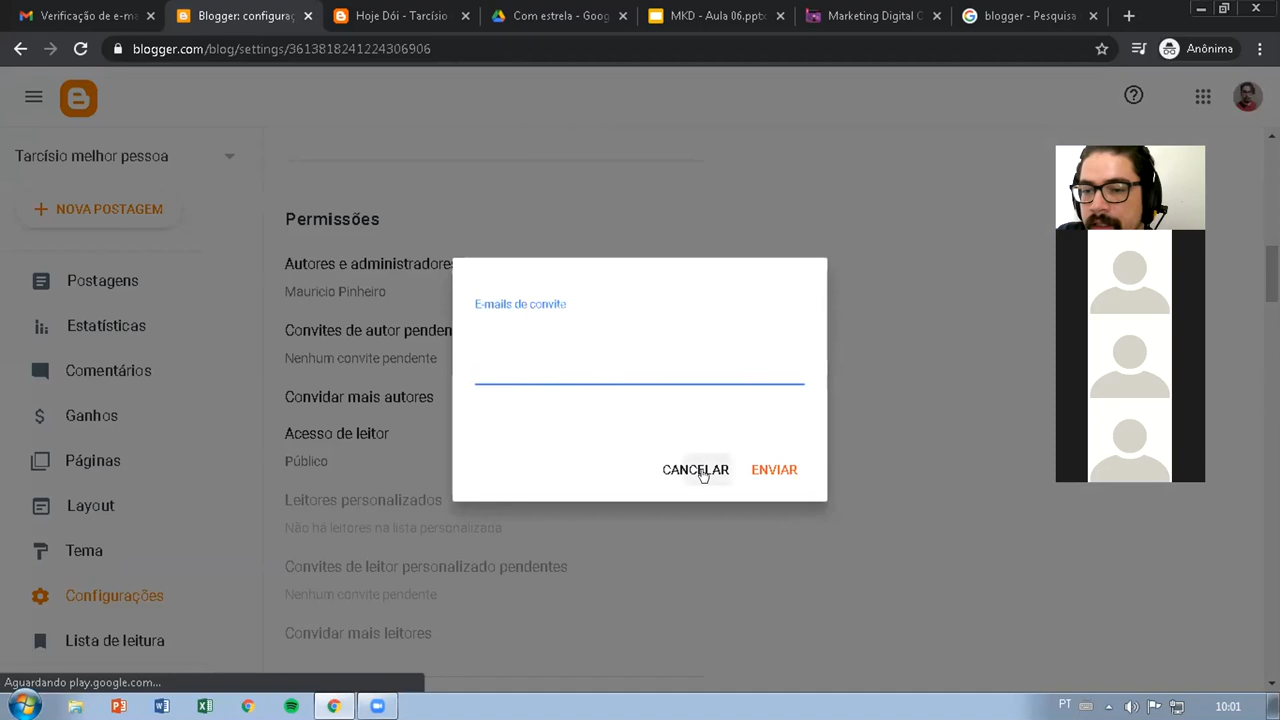 Verificação de e-ma
Blogger: configura
Hoje Dói - Tarcísio
Com estrela - Goog
MKD - Aula 06.pptx
Marketing Digital C
blogger - Pesquisa
blogger.com/blog/settings/3613818241224306906
Anônima
Tarcísio melhor pessoa
NOVA POSTAGEM
Postagens
Estatísticas
Comentários
Ganhos
Páginas
Layout
Tema
Configurações
Lista de leitura
Permissões
Autores e administradores
Mauricio Pinheiro
Convites de autor penden
Nenhum convite pendente
Convidar mais autores
Acesso de leitor
Público
Leitores personalizados
Não há leitores na lista personalizada
Convites de leitor personalizado pendentes
Nenhum convite pendente
Convidar mais leitores
E-mails de convite
CANCELAR
ENVIAR
Aguardando play.google.com...
PT
10:01